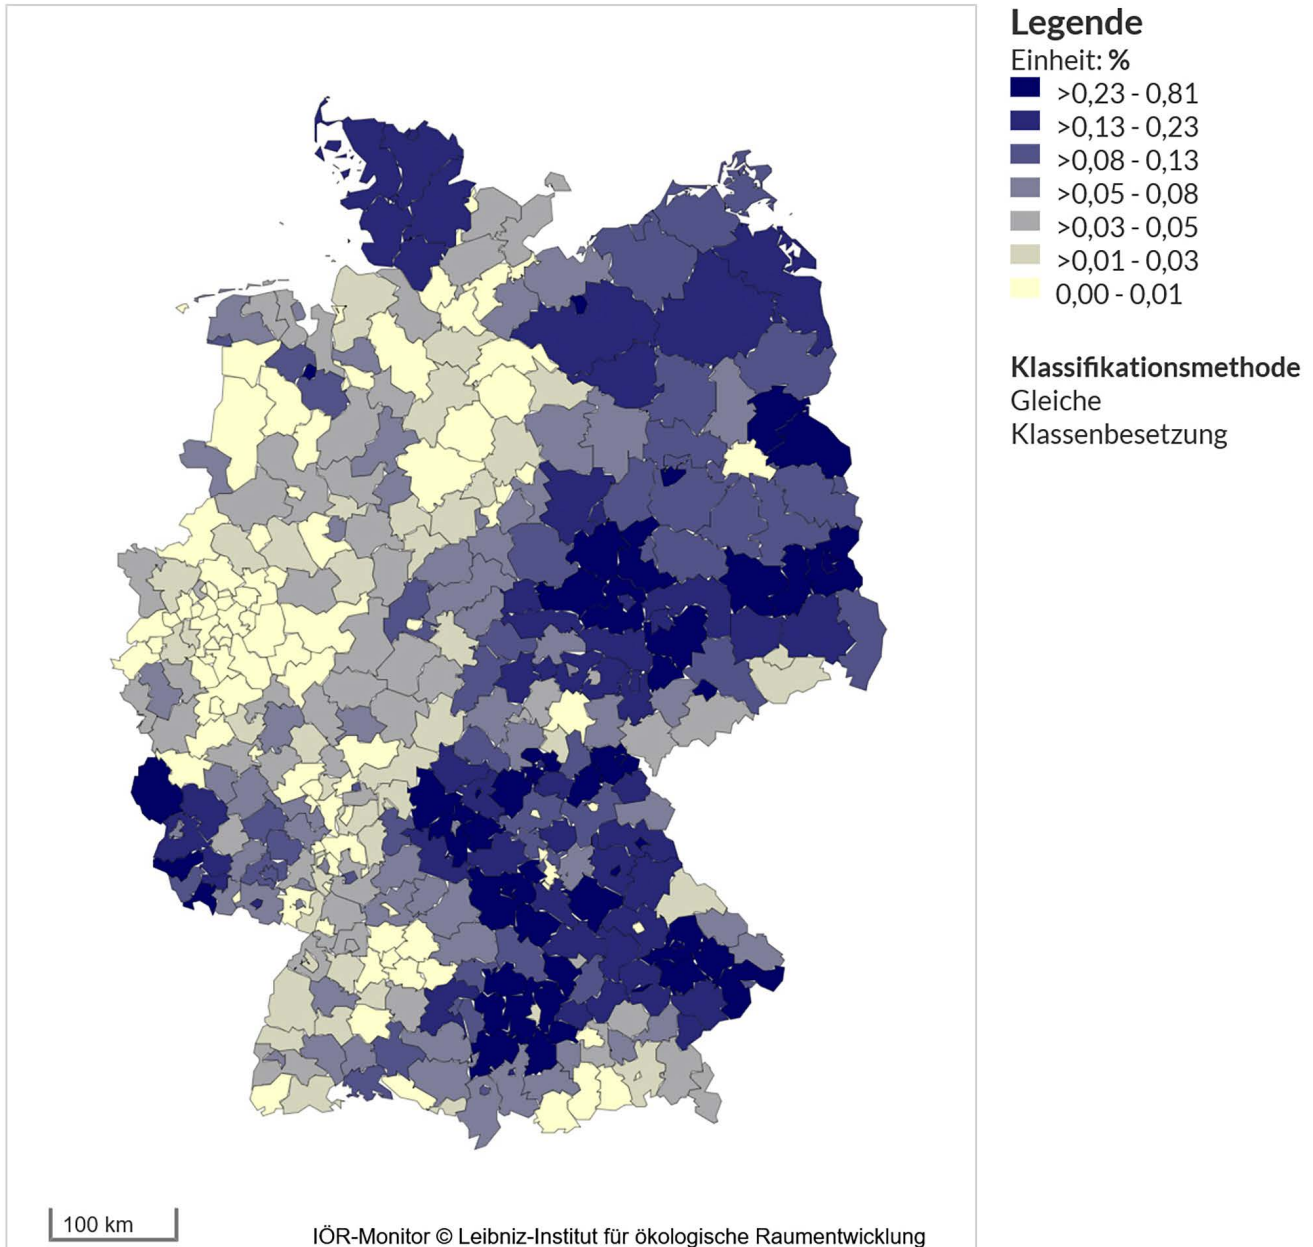 Legende
Einheit: %
>0,23 - 0,81
>0,13 - 0,23
>0,08 - 0,13
>0,05 - 0,08
>0,03 - 0,05
>0,01 - 0,03
0,00 - 0,01
Klassifikationsmethode
Gleiche
Klassenbesetzung
100 km
IÖR-Monitor © Leibniz-Institut für ökologische Raumentwicklung